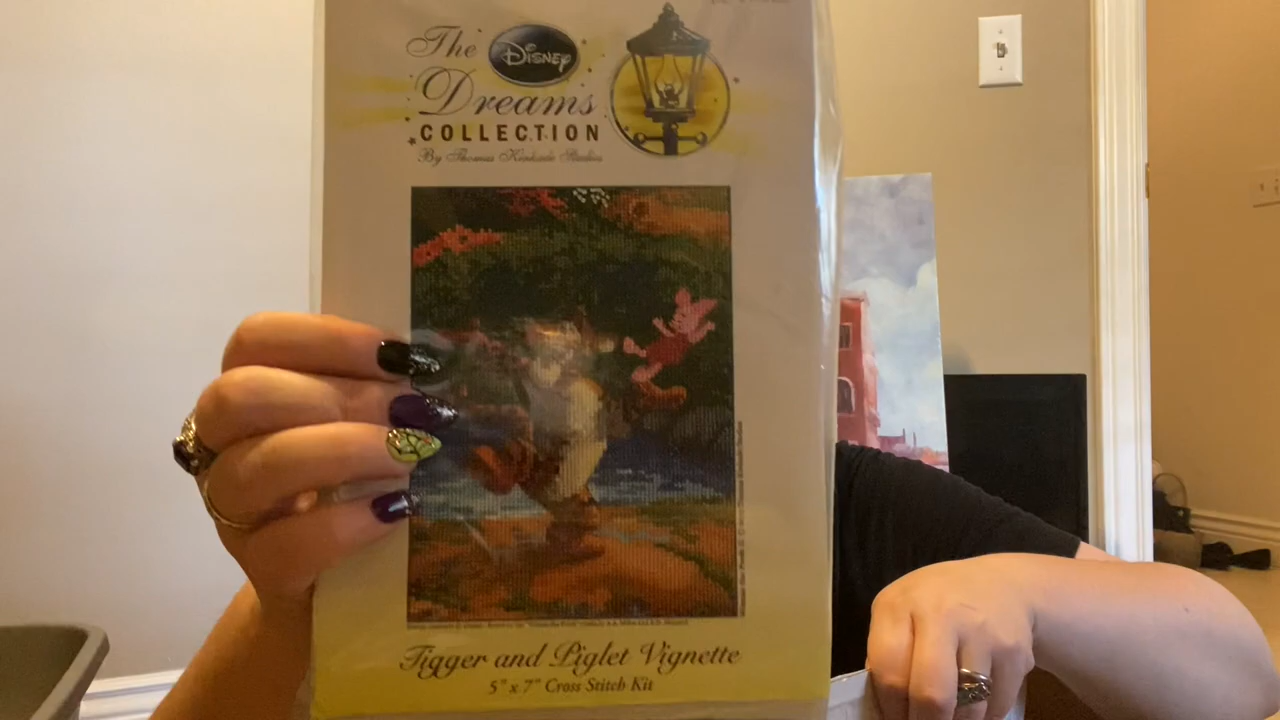 The Disney
Dreams
COLLECTION
By Thomas Kinkade Studios
Tigger and Piglet Vignette
5" x 7" Cross Stitch Kit